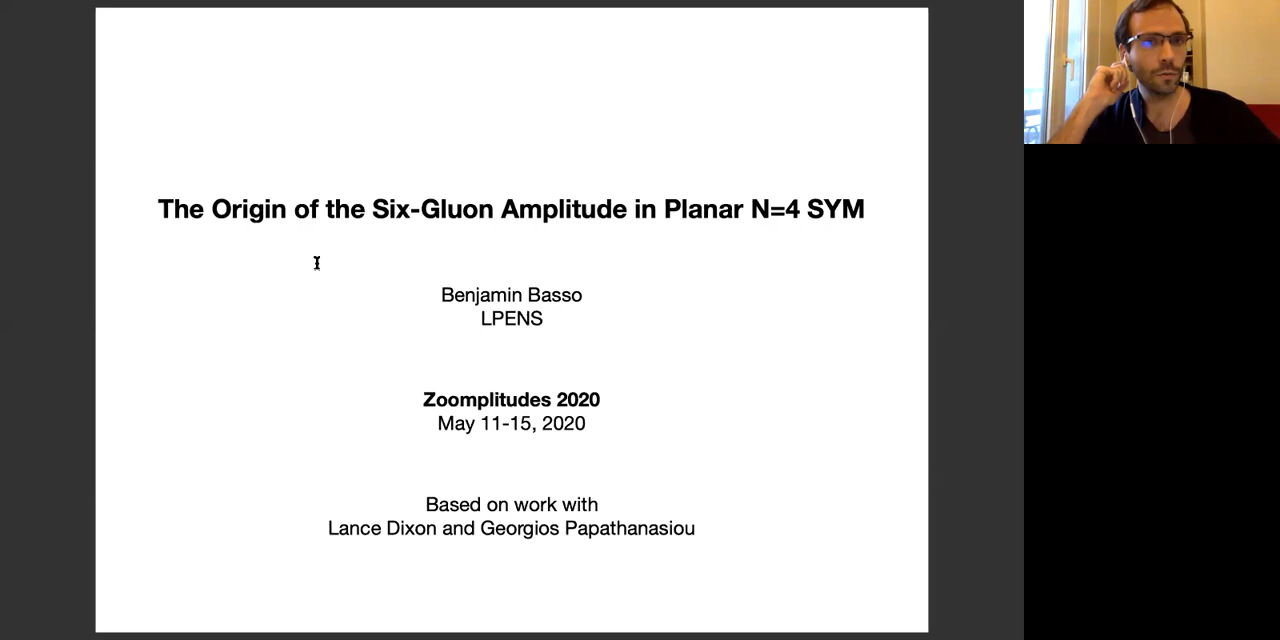 The Origin of the Six-Gluon Amplitude in Planar N=4 SYM
Benjamin Basso
LPENS
Zoomplitudes 2020
May 11-15, 2020
Based on work with
Lance Dixon and Georgios Papathanasiou